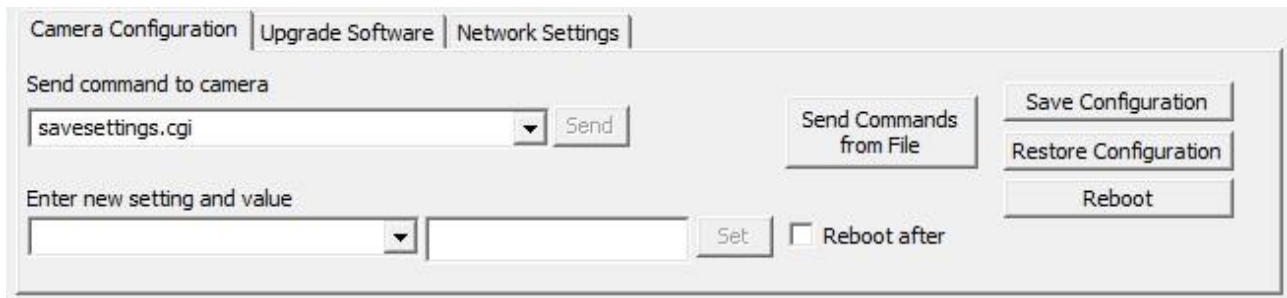 Camera Configuration Upgrade Software Network Settings
Send command to camera
savesettings.cgi Send
Send Commands
from File
Save Configuration
Restore Configuration
Reboot
Enter new setting and value
Set Reboot after